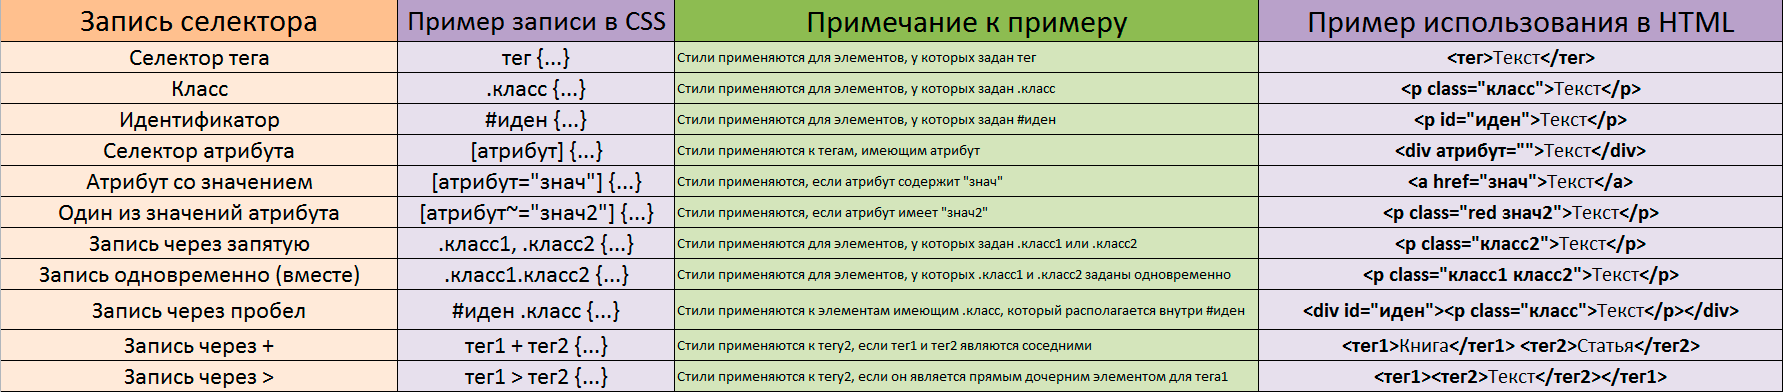 Запись селектора Пример записи в CSS Примечание к примеру Пример использования в HTML
Селектор тега тег {...} Стили применяются для элементов, у которых задан тег <тег>Текст</тег>
Класс .класс {...} Стили применяются для элементов, у которых задан .класс <p class="класс">Текст</p>
Идентификатор #иден {...} Стили применяются для элементов, у которых задан #иден <p id="иден">Текст</p>
Селектор атрибута [атрибут] {...} Стили применяются к тегам, имеющим атрибут <div атрибут="">Текст</div>
Атрибут со значением [атрибут="знач"] {...} Стили применяются, если атрибут содержит "знач" <a href="знач">Текст</a>
Один из значений атрибута [атрибут~="знач2"] {...} Стили применяются, если атрибут имеет "знач2" <p class="red знач2">Текст</p>
Запись через запятую .класс1, .класс2 {...} Стили применяются для элементов, у которых задан .класс1 или .класс2 <p class="класс2">Текст</p>
Запись одновременно (вместе) .класс1.класс2 {...} Стили применяются для элементов, у которых .класс1 и .класс2 заданы одновременно <p class="класс1 класс2">Текст</p>
Запись через пробел #иден .класс {...} Стили применяются к элементам имеющим .класс, который располагается внутри #иден <div id="иден"><p class="класс">Текст</p></div>
Запись через + тег1 + тег2 {...} Стили применяются к тегу2, если тег1 и тег2 являются соседними <тег1>Книга</тег1> <тег2>Статья</тег2>
Запись через > тег1 > тег2 {...} Стили применяются к тегу2, если он является прямым дочерним элементом для тега1 <тег1><тег2>Текст</тег2></тег1>